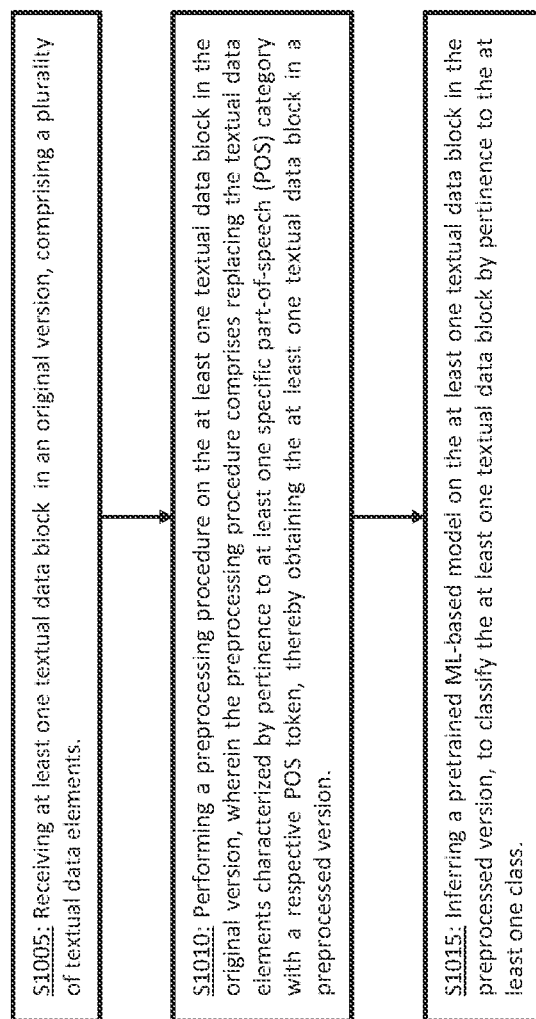 S1005: Receiving at least one textual data block in an original version, comprising a plurality
of textual data elements.
S1010: Performing a preprocessing procedure on the at least one textual data block in the
original version, wherein the preprocessing procedure comprises replacing the textual data
elements characterized by pertinence to at least one specific part-of-speech (POS) category
with a respective POS token, thereby obtaining the at least one textual data block in a
preprocessed version.
S1015: Inferring a pretrained ML-based model on the at least one textual data block in the
preprocessed version, to classify the at least one textual data block by pertinence to the at
least one class.